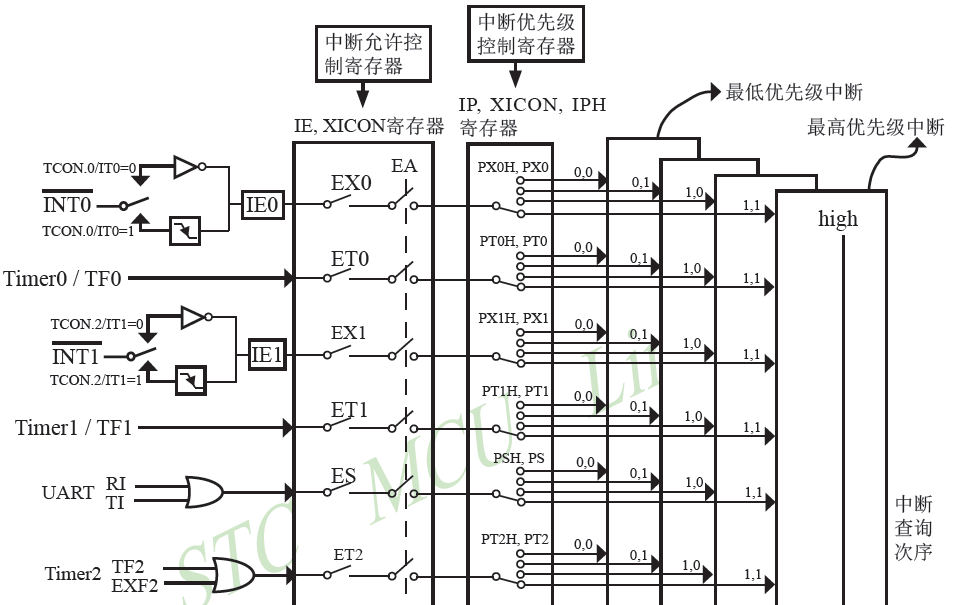 中断允许控
制寄存器
中断优先级
控制寄存器
最低优先级中断
IE, XICON寄存器
IP, XICON, IPH
寄存器
最高优先级中断
TCON.0/IT0=0
INT0
TCON.0/IT0=1
IE0
EX0
EA
PX0H, PX0
0,0
0,1
1,0
1,1
high
Timer0 / TF0
ET0
PT0H, PT0
0,0
0,1
1,0
1,1
TCON.2/IT1=0
INT1
TCON.2/IT1=1
IE1
EX1
PX1H, PX1
0,0
0,1
1,0
1,1
Timer1 / TF1
ET1
PT1H, PT1
0,0
0,1
1,0
1,1
UART
RI
TI
ES
PSH, PS
0,0
0,1
1,0
1,1
中断
查询
次序
Timer2
TF2
EXF2
ET2
PT2H, PT2
0,0
0,1
1,0
1,1
STC MCU